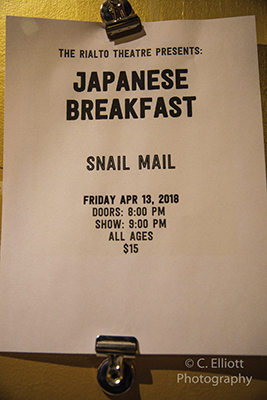 THE RIALTO THEATRE PRESENTS:
JAPANESE
BREAKFAST
SNAIL MAIL
FRIDAY APR 13, 2018
DOORS: 8:00 PM
SHOW: 9:00 PM
ALL AGES
$15
© C. Elliott
Photography